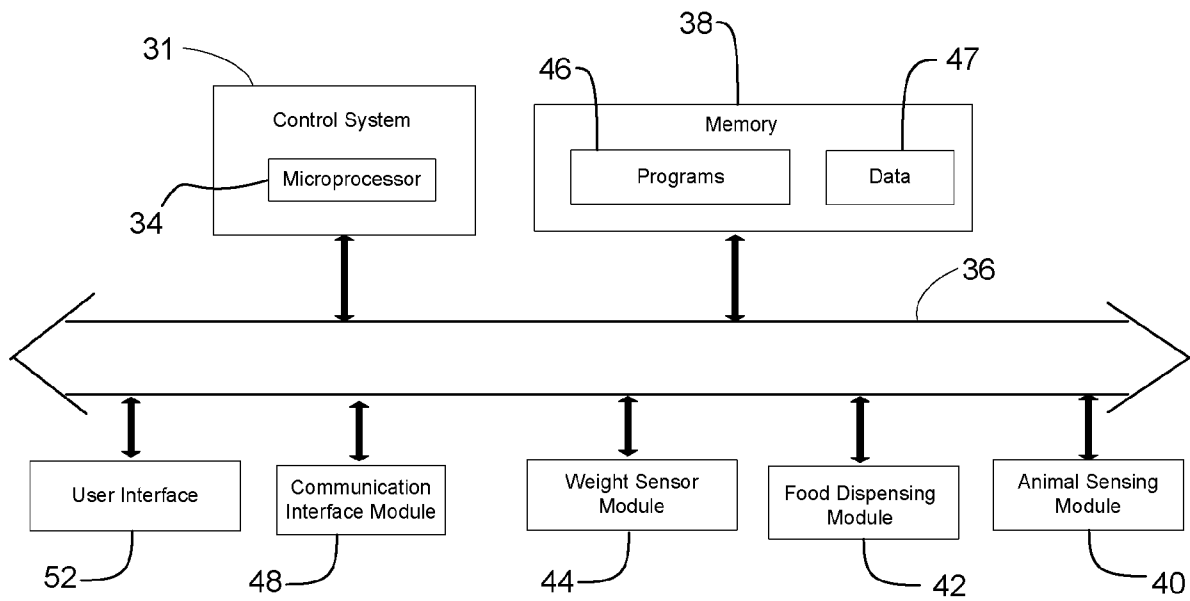 31
38
46
47
Control System
Memory
Microprocessor
Programs
Data
34
36
User Interface
Communication
Interface Module
Weight Sensor
Module
Food Dispensing
Module
Animal Sensing
Module
52
48
44
42
40